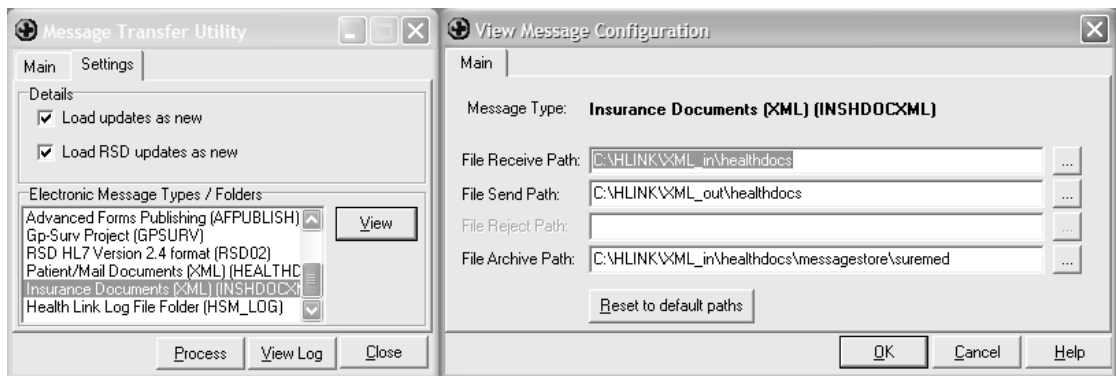 Message Transfer Utility
Main Settings
Details
Load updates as new
Load RSD updates as new
Electronic Message Types / Folders
Advanced Forms Publishing (AFPUBLISH)
Gp-Surv Project (GPSURV)
RSD HL7 Version 2.4 format (RSD02)
Patient/Mail Documents (XML) (HEALTHD
Insurance Documents (XML) (INSHDOCXM
Health Link Log File Folder (HSM_LOG)
View
Process View Log Close
View Message Configuration
Main
Message Type: Insurance Documents (XML) (INSHDOCXML)
File Receive Path: C:\HLINK\XML_in\healthdocs ...
File Send Path: C:\HLINK\XML_out\healthdocs ...
File Reject Path: ...
File Archive Path: C:\HLINK\XML_in\healthdocs\messagestore\suremed ...
Reset to default paths
OK Cancel Help